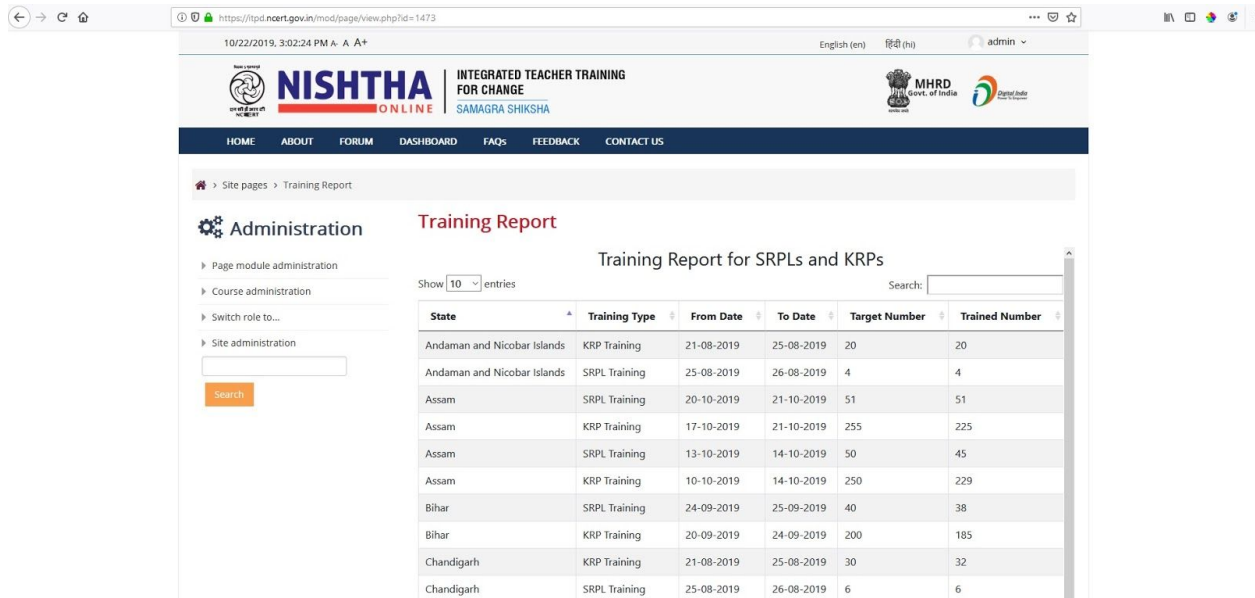 https://itpd.ncert.gov.in/mod/page/view.php?id=1473
10/22/2019, 3:02:24 PM A- A A+ English (en) हिंदी (hi) admin
NCERT
NISHTHA
ONLINE
INTEGRATED TEACHER TRAINING
FOR CHANGE
SAMAGRA SHIKSHA
MHRD
Govt. of India
Digital India
Power To Empower
HOME ABOUT FORUM DASHBOARD FAQs FEEDBACK CONTACT US
Site pages > Training Report
Administration
Page module administration
Course administration
Switch role to...
Site administration
Search
Training Report
Training Report for SRPLs and KRPs
Show 10 entries Search:
State Training Type From Date To Date Target Number Trained Number
Andaman and Nicobar Islands KRP Training 21-08-2019 25-08-2019 20 20
Andaman and Nicobar Islands SRPL Training 25-08-2019 26-08-2019 4 4
Assam SRPL Training 20-10-2019 21-10-2019 51 51
Assam KRP Training 17-10-2019 21-10-2019 255 225
Assam SRPL Training 13-10-2019 14-10-2019 50 45
Assam KRP Training 10-10-2019 14-10-2019 250 229
Bihar SRPL Training 24-09-2019 25-09-2019 40 38
Bihar KRP Training 20-09-2019 24-09-2019 200 185
Chandigarh KRP Training 21-08-2019 25-08-2019 30 32
Chandigarh SRPL Training 25-08-2019 26-08-2019 6 6